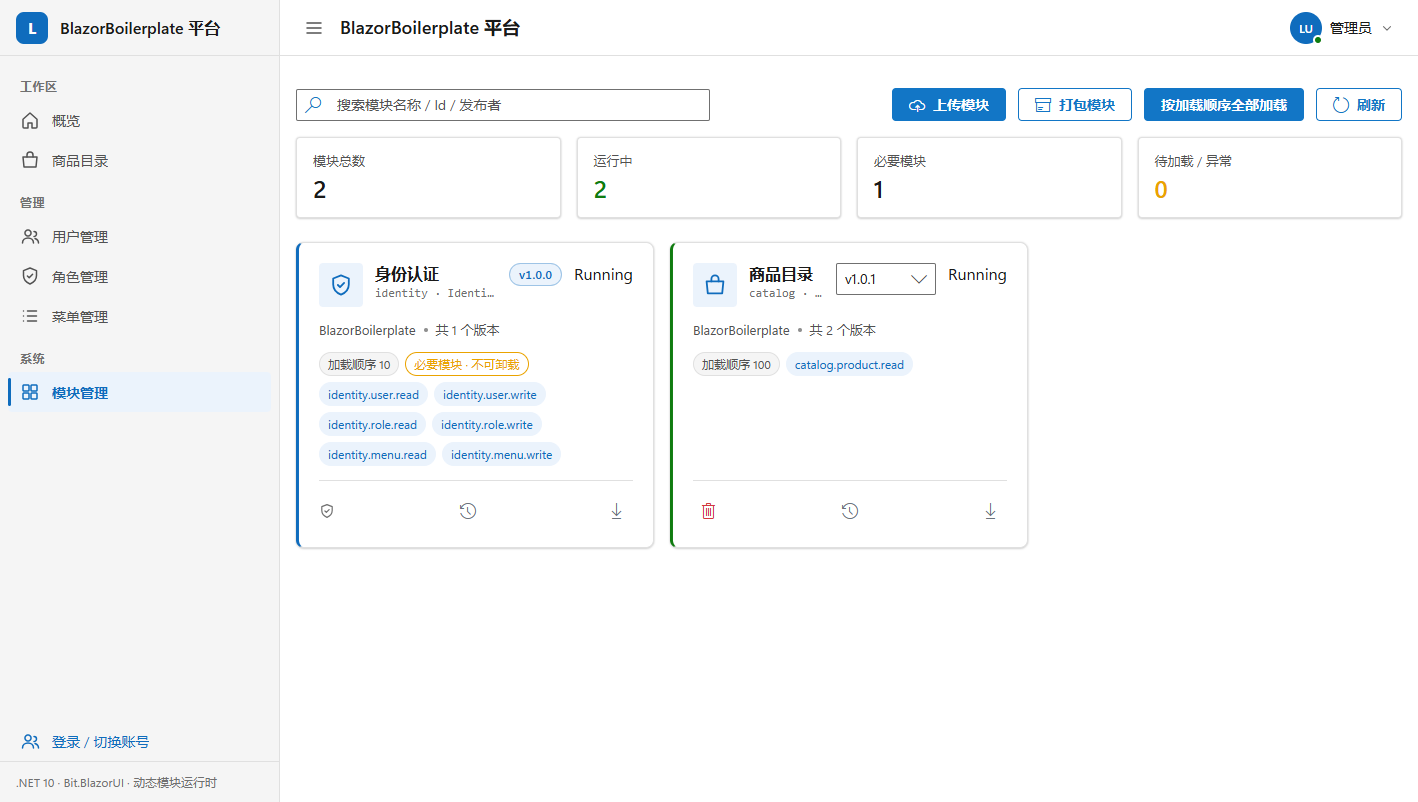 L BlazorBoilerplate 平台
BlazorBoilerplate 平台
LU 管理员
工作区
概览
商品目录
管理
用户管理
角色管理
菜单管理
系统
模块管理
登录 / 切换账号
.NET 10 · Bit.BlazorUI · 动态模块运行时
搜索模块名称 / Id / 发布者
上传模块
打包模块
按加载顺序全部加载
刷新
模块总数
2
运行中
2
必要模块
1
待加载 / 异常
0
身份认证
v1.0.0
Running
identity · Identi…
BlazorBoilerplate • 共 1 个版本
加载顺序 10
必要模块 · 不可卸载
identity.user.read
identity.user.write
identity.role.read
identity.role.write
identity.menu.read
identity.menu.write
商品目录
v1.0.1
Running
catalog · …
BlazorBoilerplate • 共 2 个版本
加载顺序 100
catalog.product.read